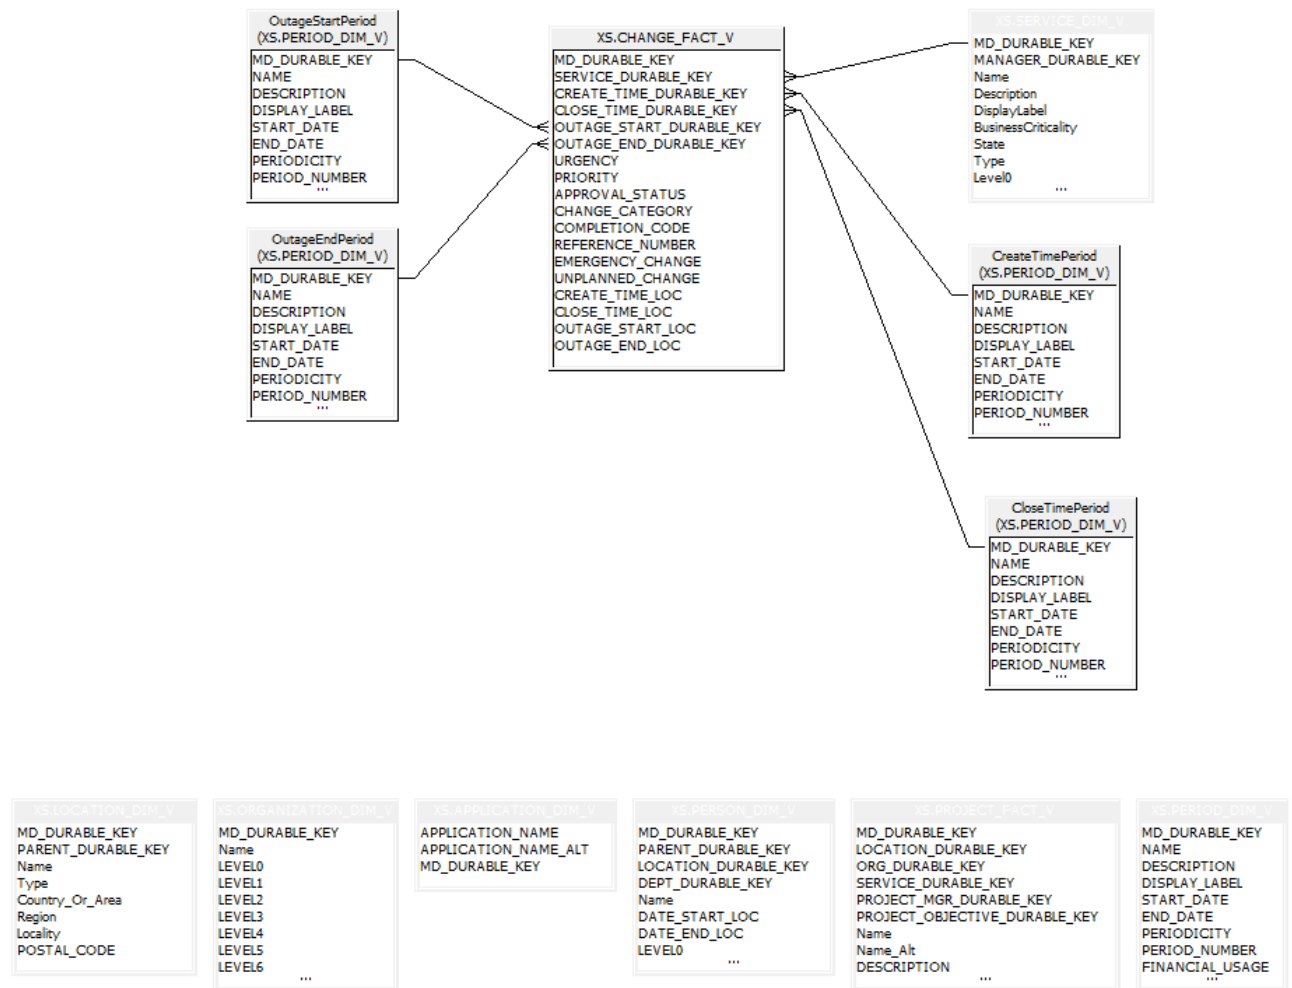 OutageStartPeriod
(XS.PERIOD_DIM_V)
MD_DURABLE_KEY
NAME
DESCRIPTION
DISPLAY_LABEL
START_DATE
END_DATE
PERIODICITY
PERIOD_NUMBER
...
OutageEndPeriod
(XS.PERIOD_DIM_V)
MD_DURABLE_KEY
NAME
DESCRIPTION
DISPLAY_LABEL
START_DATE
END_DATE
PERIODICITY
PERIOD_NUMBER
...
XS.CHANGE_FACT_V
MD_DURABLE_KEY
SERVICE_DURABLE_KEY
CREATE_TIME_DURABLE_KEY
CLOSE_TIME_DURABLE_KEY
OUTAGE_START_DURABLE_KEY
OUTAGE_END_DURABLE_KEY
URGENCY
PRIORITY
APPROVAL_STATUS
CHANGE_CATEGORY
COMPLETION_CODE
REFERENCE_NUMBER
EMERGENCY_CHANGE
UNPLANNED_CHANGE
CREATE_TIME_LOC
CLOSE_TIME_LOC
OUTAGE_START_LOC
OUTAGE_END_LOC
XS.SERVICE_DIM_V
MD_DURABLE_KEY
MANAGER_DURABLE_KEY
Name
Description
DisplayLabel
BusinessCriticality
State
Type
Level0
...
CreateTimePeriod
(XS.PERIOD_DIM_V)
MD_DURABLE_KEY
NAME
DESCRIPTION
DISPLAY_LABEL
START_DATE
END_DATE
PERIODICITY
PERIOD_NUMBER
...
CloseTimePeriod
(XS.PERIOD_DIM_V)
MD_DURABLE_KEY
NAME
DESCRIPTION
DISPLAY_LABEL
START_DATE
END_DATE
PERIODICITY
PERIOD_NUMBER
...
XS.LOCATION_DIM_V
MD_DURABLE_KEY
PARENT_DURABLE_KEY
Name
Type
Country_Or_Area
Region
Locality
POSTAL_CODE
XS.ORGANIZATION_DIM_V
MD_DURABLE_KEY
Name
LEVEL0
LEVEL1
LEVEL2
LEVEL3
LEVEL4
LEVEL5
LEVEL6
...
XS.APPLICATION_DIM_V
APPLICATION_NAME
APPLICATION_NAME_ALT
MD_DURABLE_KEY
XS.PERSON_DIM_V
MD_DURABLE_KEY
PARENT_DURABLE_KEY
LOCATION_DURABLE_KEY
DEPT_DURABLE_KEY
Name
DATE_START_LOC
DATE_END_LOC
LEVEL0
...
XS.PROJECT_FACT_V
MD_DURABLE_KEY
LOCATION_DURABLE_KEY
ORG_DURABLE_KEY
SERVICE_DURABLE_KEY
PROJECT_MGR_DURABLE_KEY
PROJECT_OBJECTIVE_DURABLE_KEY
Name
Name_Alt
DESCRIPTION
...
XS.PERIOD_DIM_V
MD_DURABLE_KEY
NAME
DESCRIPTION
DISPLAY_LABEL
START_DATE
END_DATE
PERIODICITY
PERIOD_NUMBER
FINANCIAL_USAGE
...